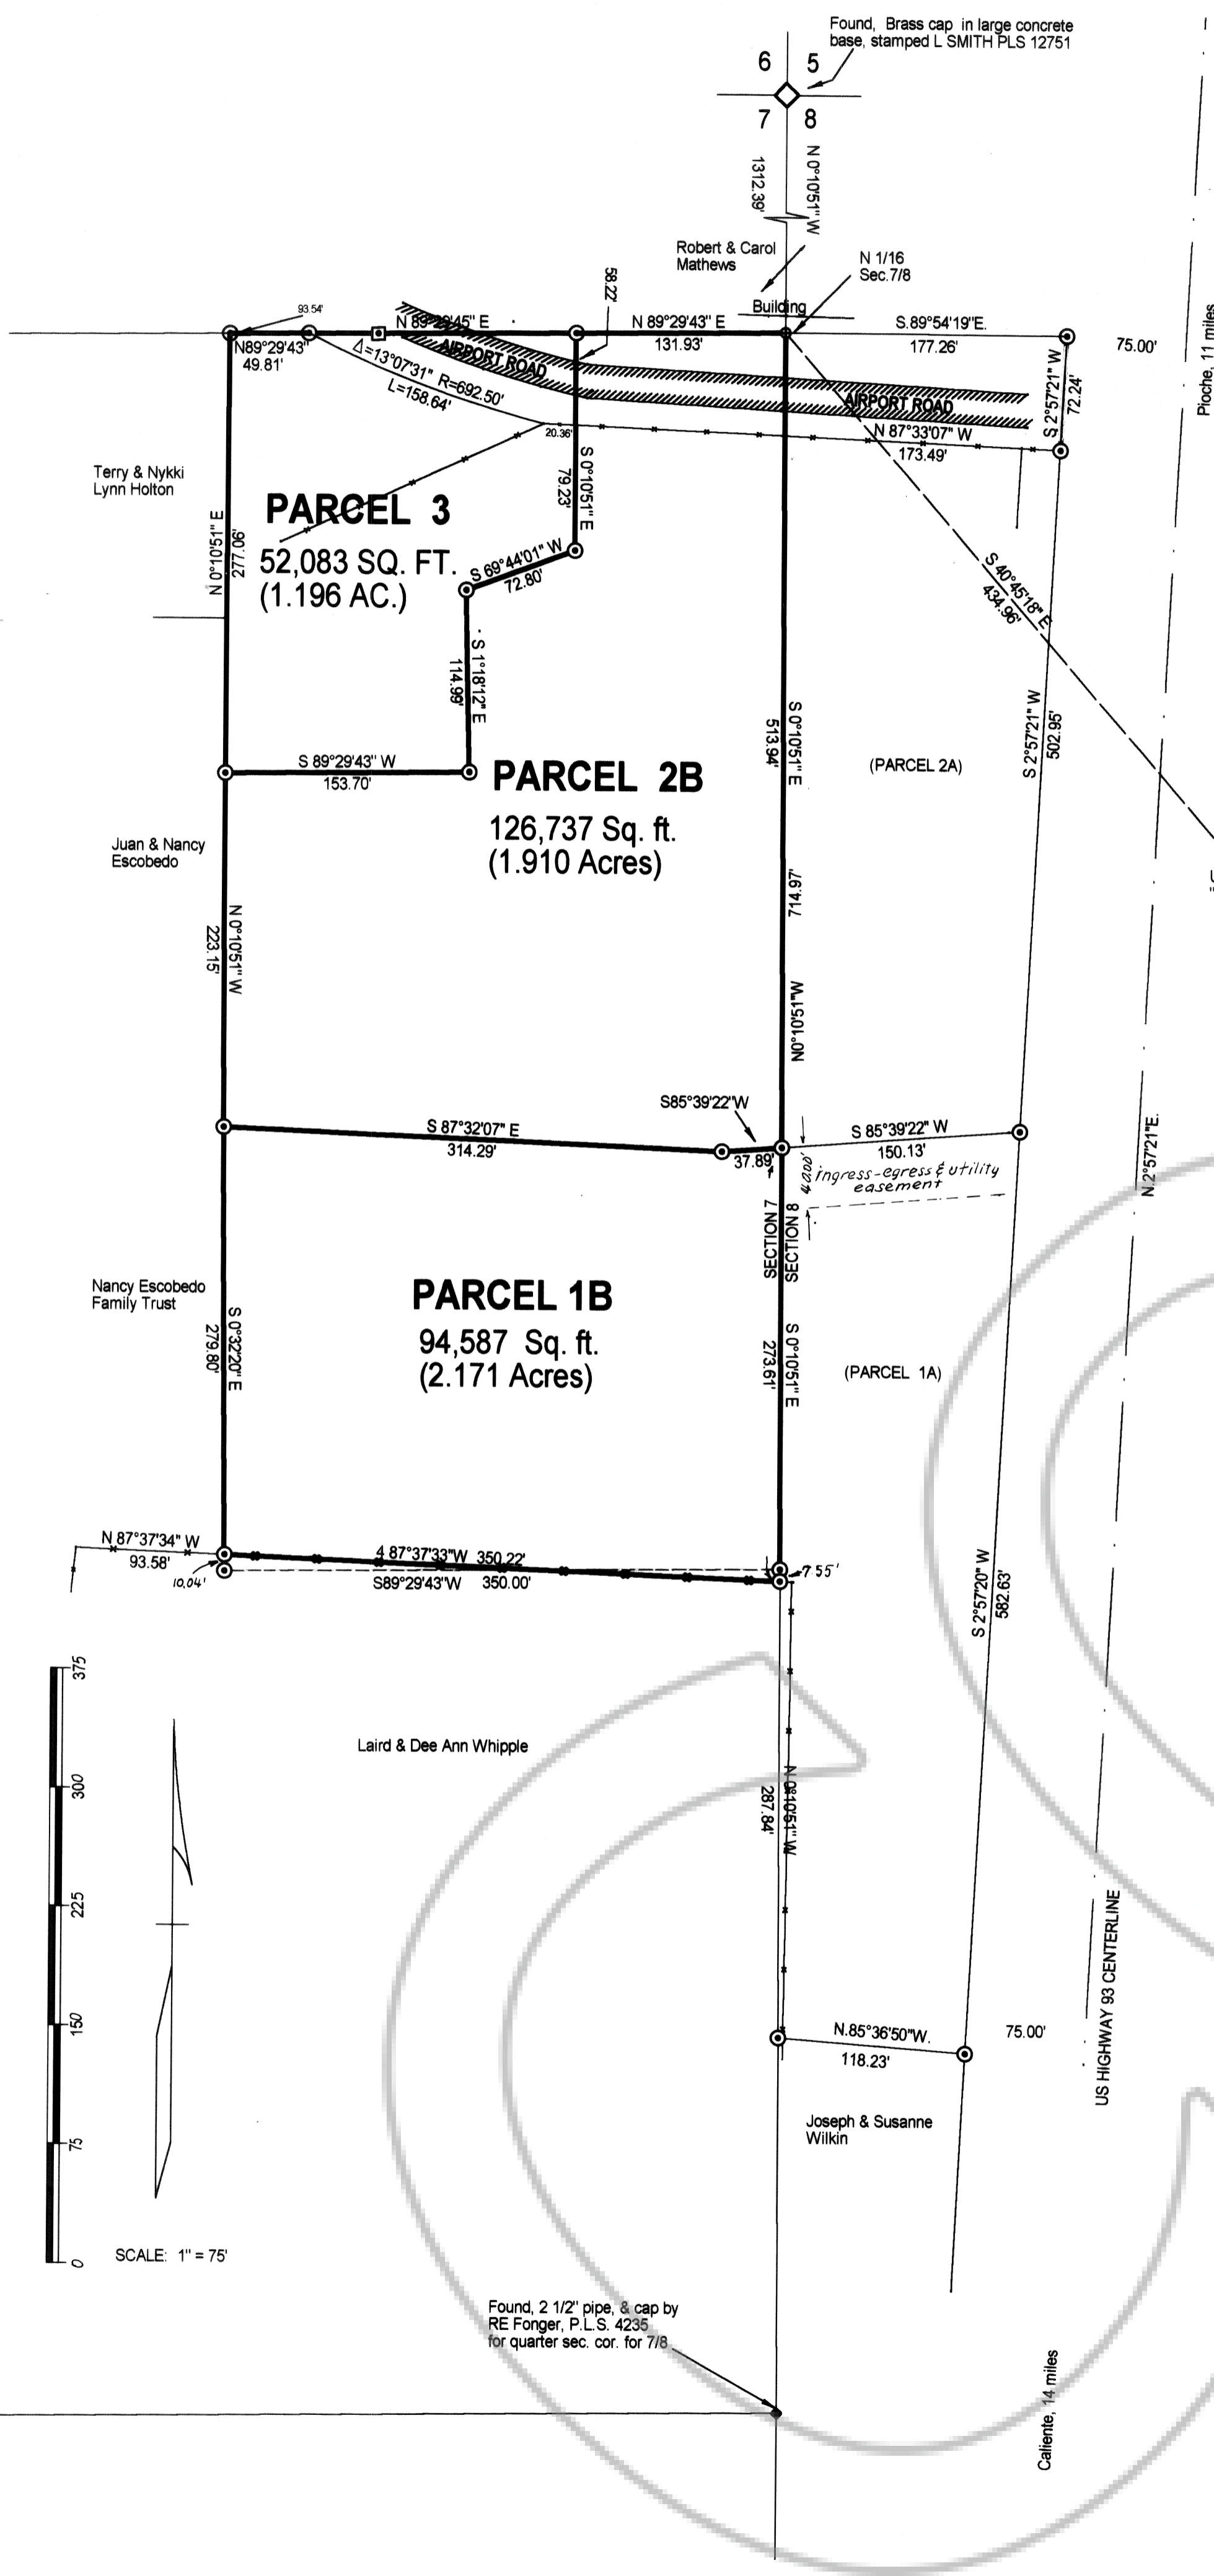 Found, Brass cap in large concrete
base, stamped L SMITH PLS 12751
6 5
7 8
N 0°10'51" W
1312.39'
Robert & Carol
Mathews
N 1/16
Sec.7/8
Building
58.22'
93.54'
N 89°29'45" E
N 89°29'43" E
131.93'
S.89°54'19"E.
177.26'
75.00'
Pioche, 11 miles
N89°29'43"
49.81'
Δ=13°07'31" R=692.50'
L=158.64'
AIRPORT ROAD
AIRPORT ROAD
S 2°57'21" W
72.24'
20.36'
N 87°33'07" W
173.49'
S 0°10'51" E
79.23'
Terry & Nykki
Lynn Holton
PARCEL 3
52,083 SQ. FT.
(1.196 AC.)
N 0°10'51" E
277.06'
S 69°44'01" W
72.80'
S 1°18'12" E
114.99'
S 40°45'18" E
434.96'
S 89°29'43" W
153.70'
PARCEL 2B
126,737 Sq. ft.
(1.910 Acres)
S 0°10'51" E
513.94'
(PARCEL 2A)
S 2°57'21" W
502.95'
Juan & Nancy
Escobedo
N 0°10'51" W
223.15'
714.97'
N0°10'51"W
S85°39'22"W
S 87°32'07" E
314.29'
37.89'
S 85°39'22" W
150.13'
ingress-egress & utility
easement
N.2°57'21"E.
SECTION 7
SECTION 8
Nancy Escobedo
Family Trust
PARCEL 1B
94,587 Sq. ft.
(2.171 Acres)
S 0°32'20" E
279.80'
S 0°10'51" E
273.61'
(PARCEL 1A)
N 87°37'34" W
93.58'
10.04'
4 87°37'33"W 350.22'
S89°29'43"W 350.00'
7.55'
S 2°57'20" W
582.63'
375
300
225
150
75
0
Laird & Dee Ann Whipple
N 0°10'51" W
287.84'
US HIGHWAY 93 CENTERLINE
N.85°36'50"W.
118.23'
75.00'
Joseph & Susanne
Wilkin
SCALE: 1" = 75'
Found, 2 1/2" pipe, & cap by
RE Fonger, P.L.S. 4235
for quarter sec. cor. for 7/8
Caliente, 14 miles